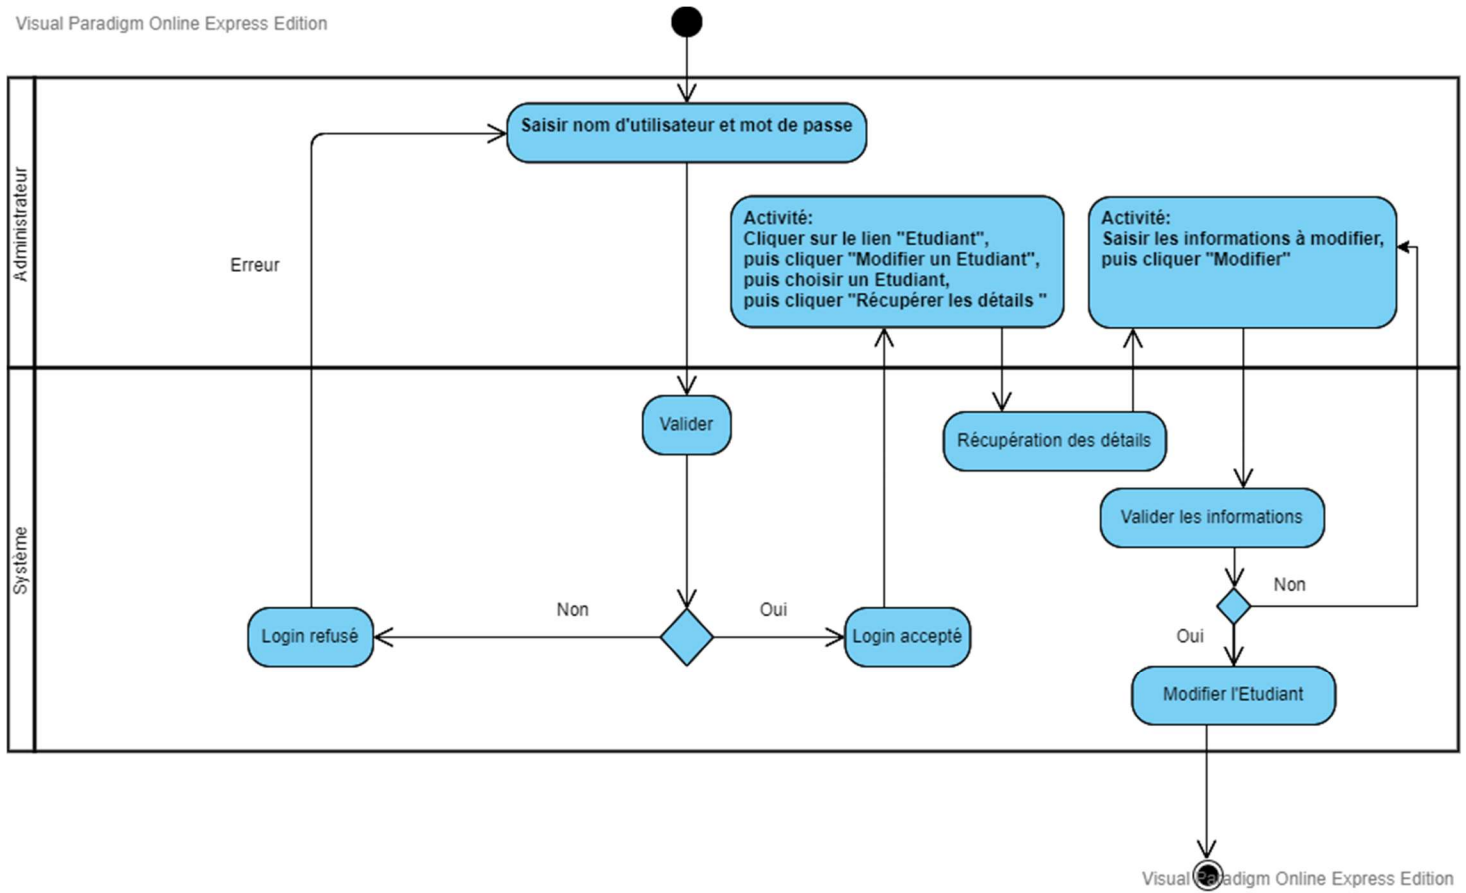 Visual Paradigm Online Express Edition
Administrateur
Saisir nom d'utilisateur et mot de passe
Erreur
Activité:
Cliquer sur le lien "Etudiant",
puis cliquer "Modifier un Etudiant",
puis choisir un Etudiant,
puis cliquer "Récupérer les détails "
Activité:
Saisir les informations à modifier,
puis cliquer "Modifier"
Système
Valider
Récupération des détails
Valider les informations
Non
Non
Oui
Login refusé
Login accepté
Oui
Modifier l'Etudiant
Visual Paradigm Online Express Edition